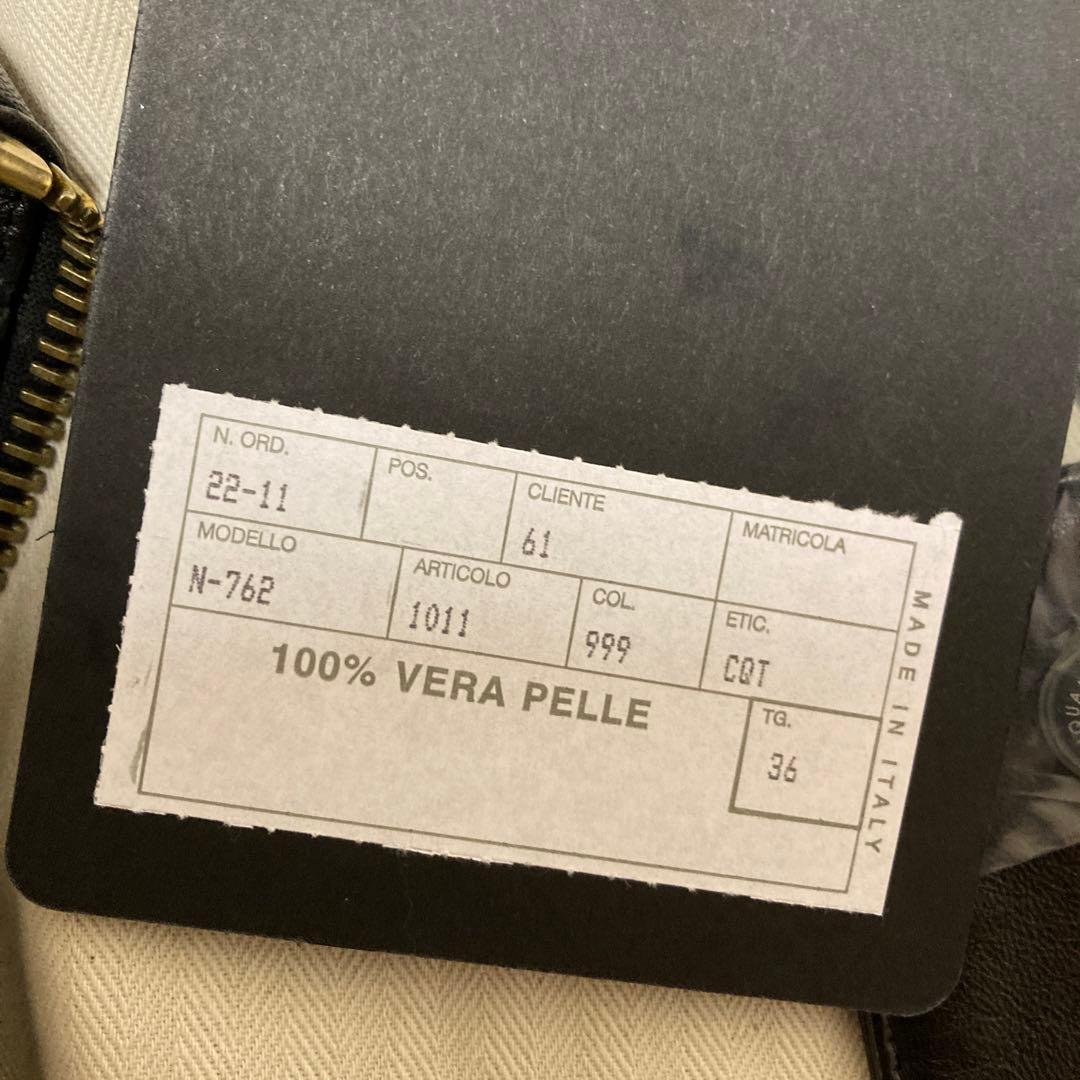 N. ORD.
22-11
POS.
CLIENTE
61
MATRICOLA
MODELLO
N-762
ARTICOLO
1011
COL.
999
ETIC.
CQT
100% VERA PELLE
TG.
36
MADE IN ITALY